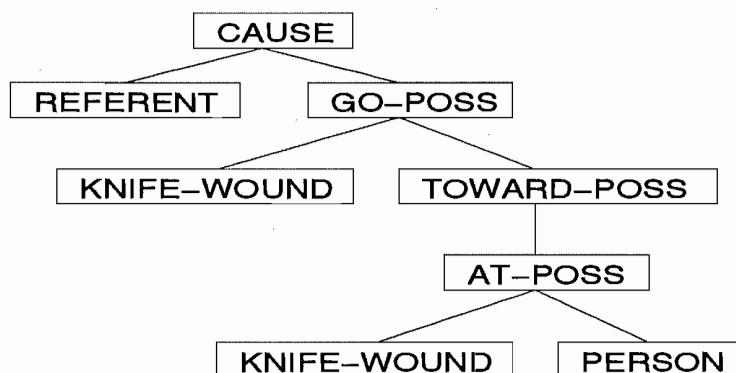 CAUSE
REFERENT GO–POSS
KNIFE–WOUND TOWARD–POSS
AT–POSS
KNIFE–WOUND PERSON